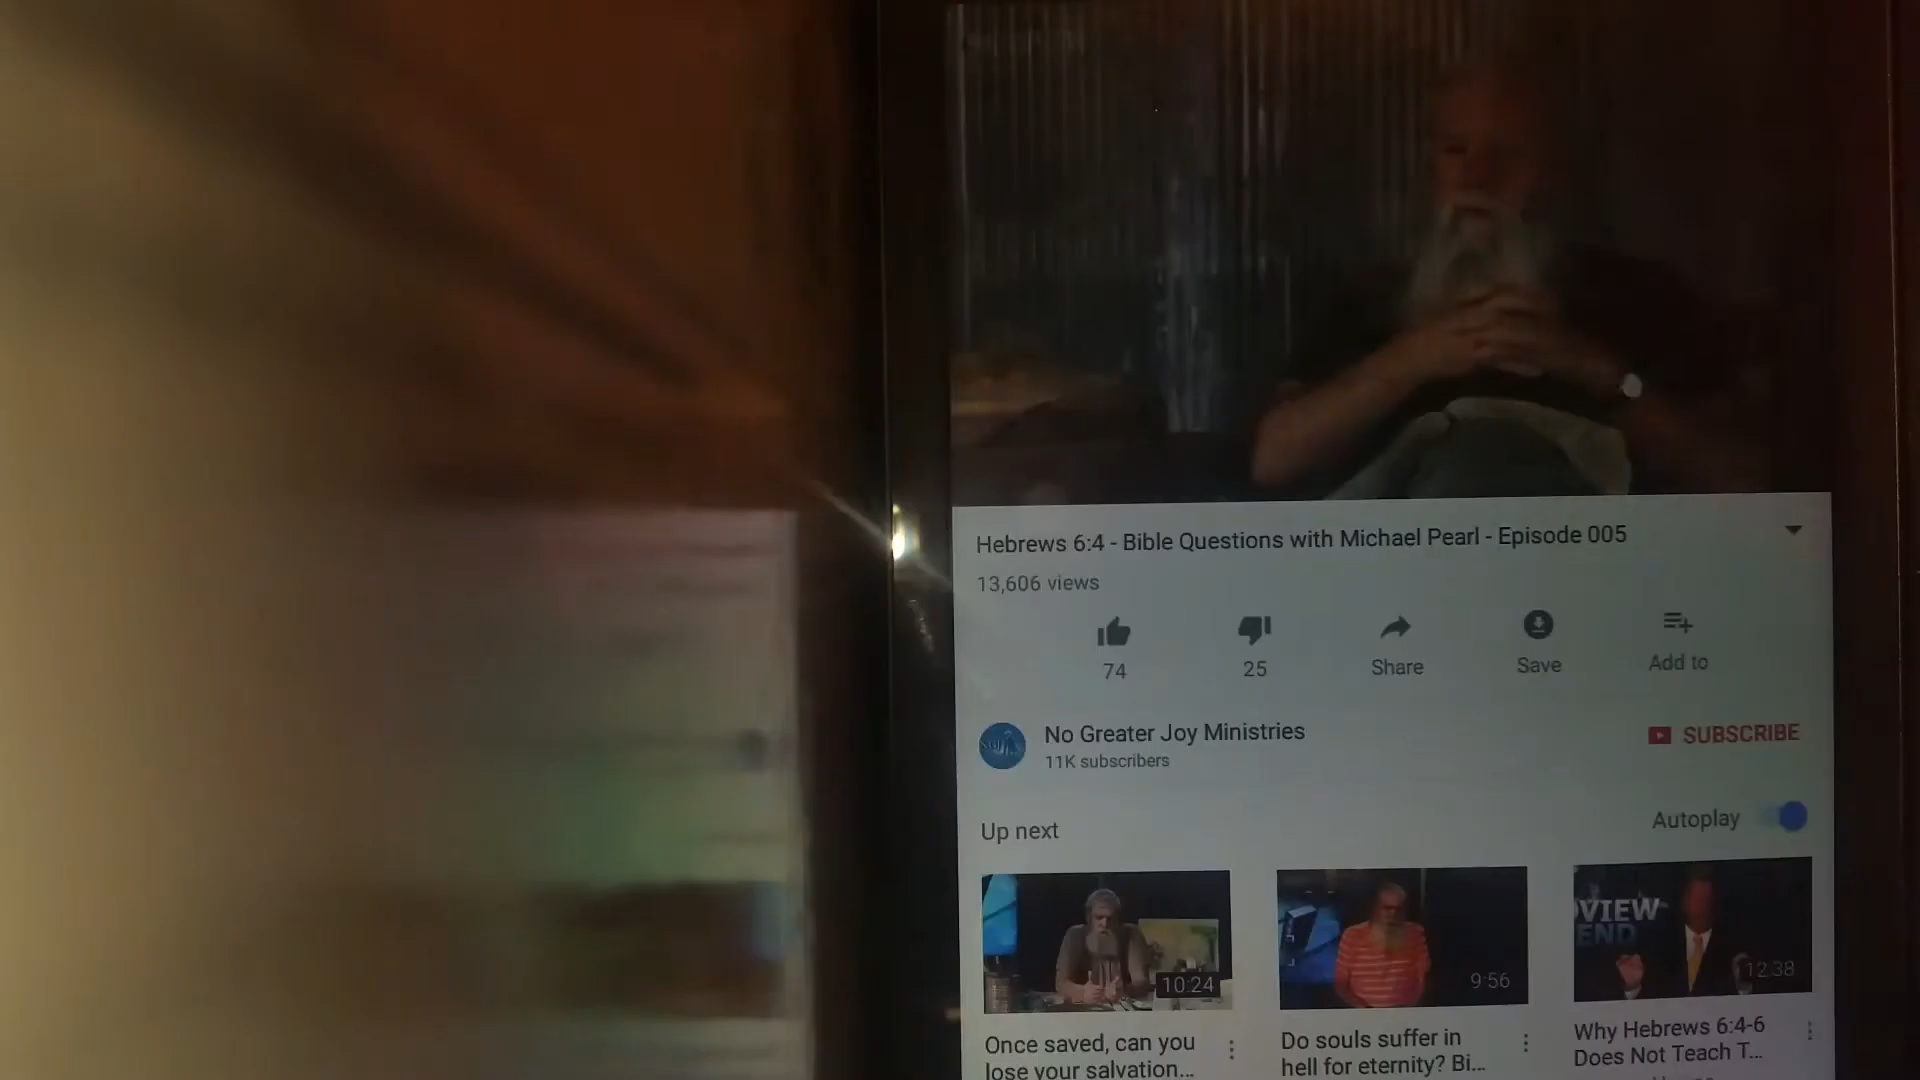 Hebrews 6:4 - Bible Questions with Michael Pearl - Episode 005
13,606 views
74
25
Share
Save
Add to
No Greater Joy Ministries
11K subscribers
SUBSCRIBE
Up next
Autoplay
10:24
9:56
VIEW
END
12:38
Once saved, can you
lose your salvation...
Do souls suffer in
hell for eternity? Bi...
Why Hebrews 6:4-6
Does Not Teach T...